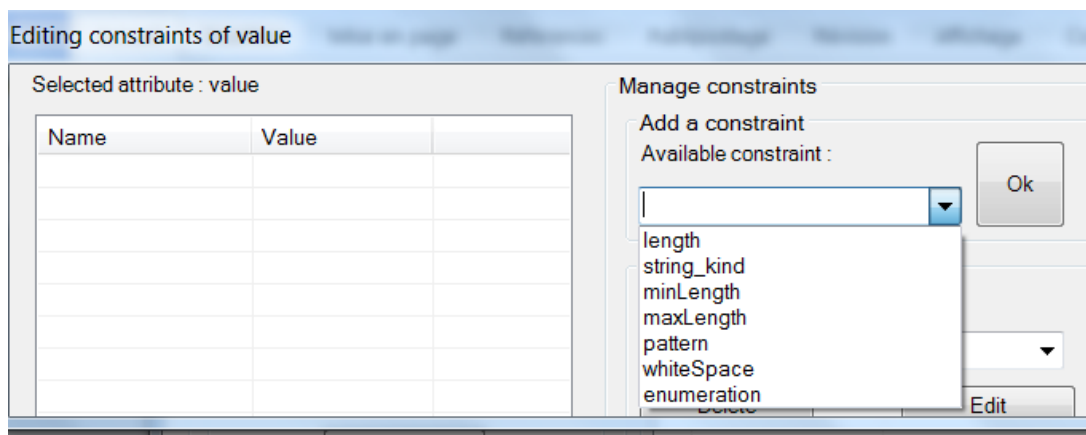 Editing constraints of value
Selected attribute : value
Name Value
Manage constraints
Add a constraint
Available constraint :
Ok
length
string_kind
minLength
maxLength
pattern
whiteSpace
enumeration
Delete
Edit